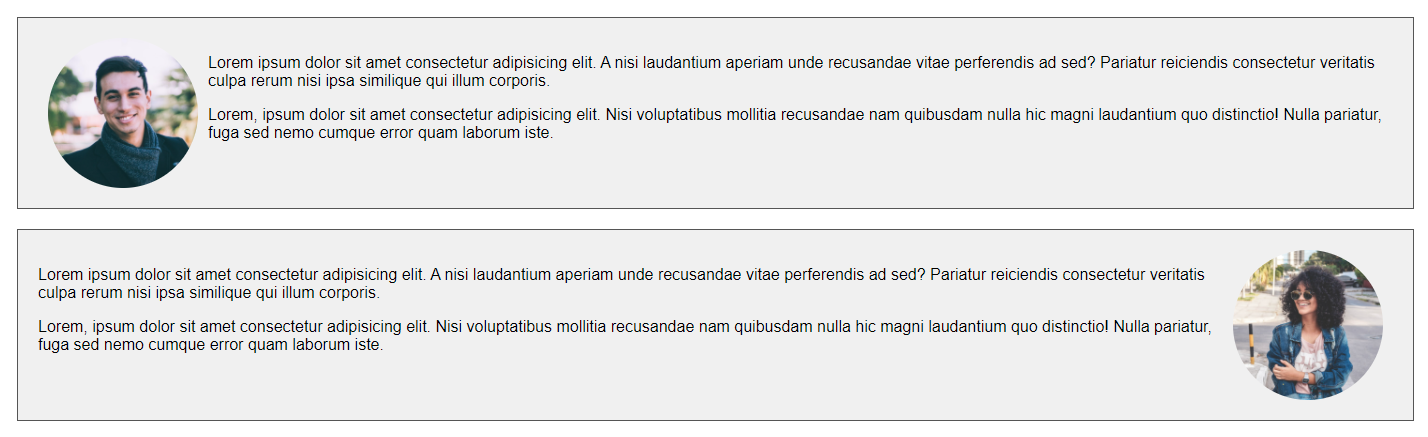 Lorem ipsum dolor sit amet consectetur adipisicing elit. A nisi laudantium aperiam unde recusandae vitae perferendis ad sed? Pariatur reiciendis consectetur veritatis
culpa rerum nisi ipsa similique qui illum corporis.
Lorem, ipsum dolor sit amet consectetur adipisicing elit. Nisi voluptatibus mollitia recusandae nam quibusdam nulla hic magni laudantium quo distinctio! Nulla pariatur,
fuga sed nemo cumque error quam laborum iste.
Lorem ipsum dolor sit amet consectetur adipisicing elit. A nisi laudantium aperiam unde recusandae vitae perferendis ad sed? Pariatur reiciendis consectetur veritatis
culpa rerum nisi ipsa similique qui illum corporis.
Lorem, ipsum dolor sit amet consectetur adipisicing elit. Nisi voluptatibus mollitia recusandae nam quibusdam nulla hic magni laudantium quo distinctio! Nulla pariatur,
fuga sed nemo cumque error quam laborum iste.